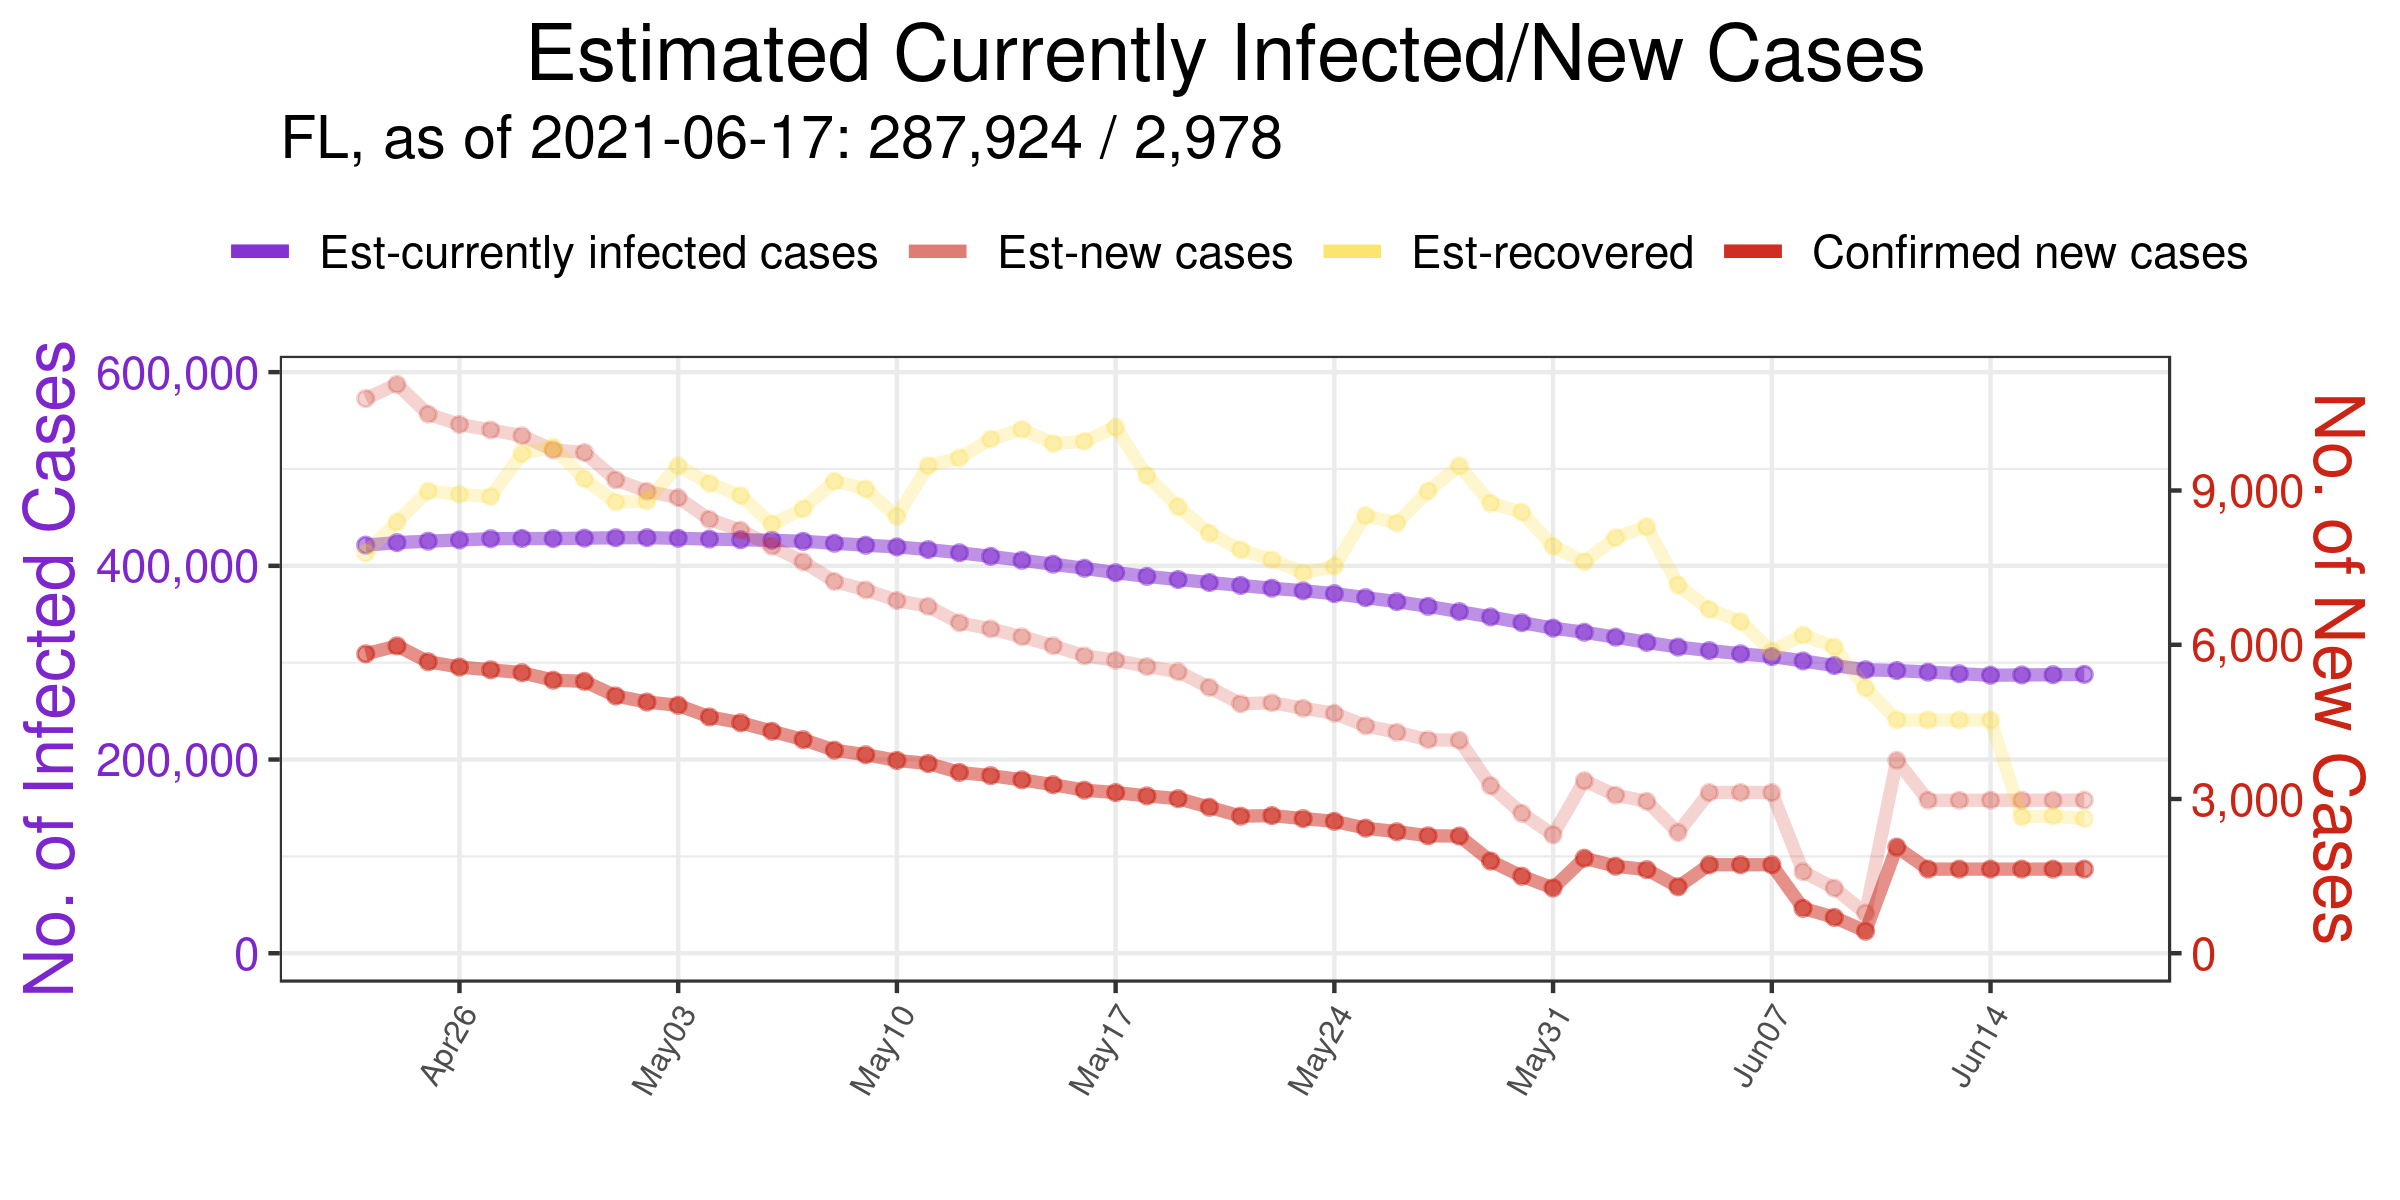 Estimated Currently Infected/New Cases
FL, as of 2021-06-17: 287,924 / 2,978
Est-currently infected cases Est-new cases Est-recovered Confirmed new cases
No. of Infected Cases
600,000
400,000
200,000
0
9,000
6,000
3,000
0
No. of New Cases
Apr26 May03 May10 May17 May24 May31 Jun07 Jun14